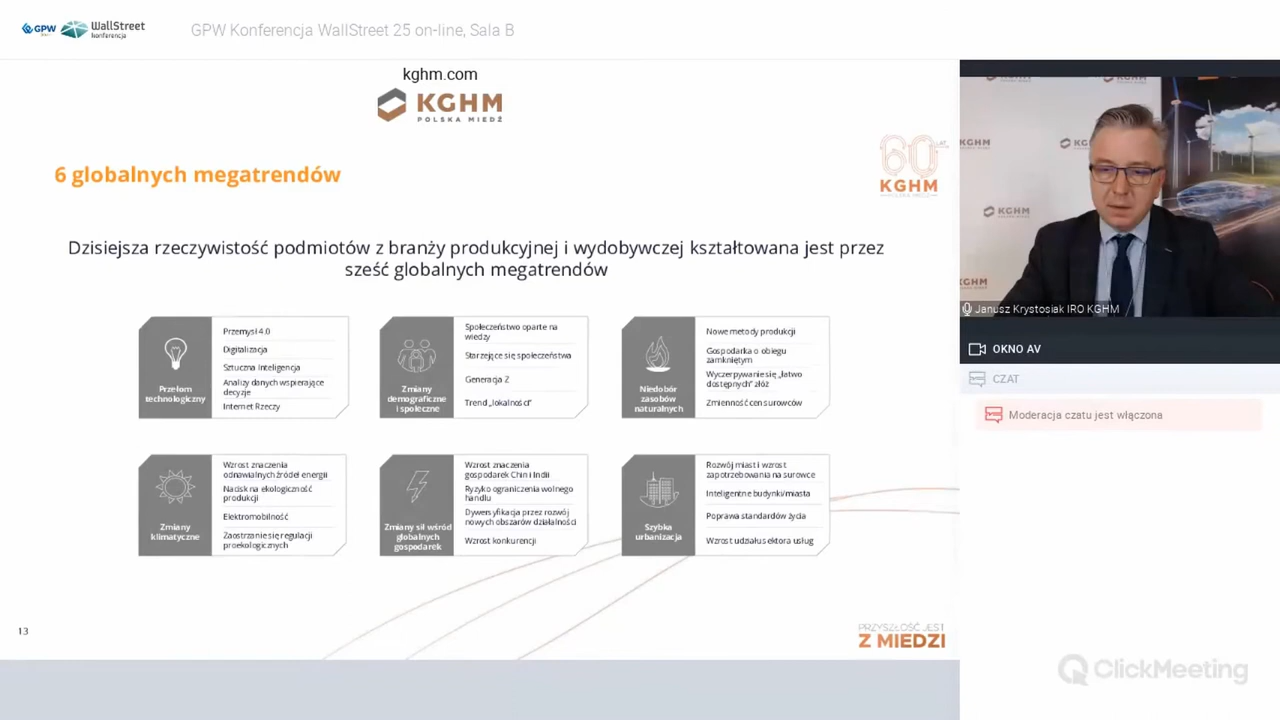 GPW
WallStreet
konferencja
GPW Konferencja WallStreet 25 on-line, Sala B
kghm.com
KGHM
POLSKA MIEDŹ
60
KGHM
6 globalnych megatrendów
Dzisiejsza rzeczywistość podmiotów z branży produkcyjnej i wydobywczej kształtowana jest przez
sześć globalnych megatrendów
Przełom
technologiczny
Przemysł 4.0
Digitalizacja
Sztuczna Inteligencja
Analizy danych wspierające
decyzje
Internet Rzeczy
Zmiany
demograficzne
i społeczne
Społeczeństwo oparte na
wiedzy
Starzejące się społeczeństwa
Generacja Z
Trend „lokalności”
Niedobór
zasobów
naturalnych
Nowe metody produkcji
Gospodarka o obiegu
zamkniętym
Wyczerpywanie się „łatwo
dostępnych” złóż
Zmienność cen surowców
Zmiany
klimatyczne
Wzrost znaczenia
odnawialnych źródeł energii
Nacisk na ekologiczność
produkcji
Elektromobilność
Zaostrzanie się regulacji
proekologicznych
Zmiany sił wśród
globalnych
gospodarek
Wzrost znaczenia
gospodarek Chin i Indii
Ryzyko ograniczenia wolnego
handlu
Dywersyfikacja przez rozwój
nowych obszarów działalności
Wzrost konkurencji
Szybka
urbanizacja
Rozwój miast i wzrost
zapotrzebowania na surowce
Inteligentne budynki/miasta
Poprawa standardów życia
Wzrost udziału sektora usług
13
PRZYSZŁOŚĆ JEST
Z MIEDZI
KGHM
KGHM
KGHM
KGHM
Janusz Krystosiak IRO KGHM
OKNO AV
CZAT
Moderacja czatu jest włączona
ClickMeeting